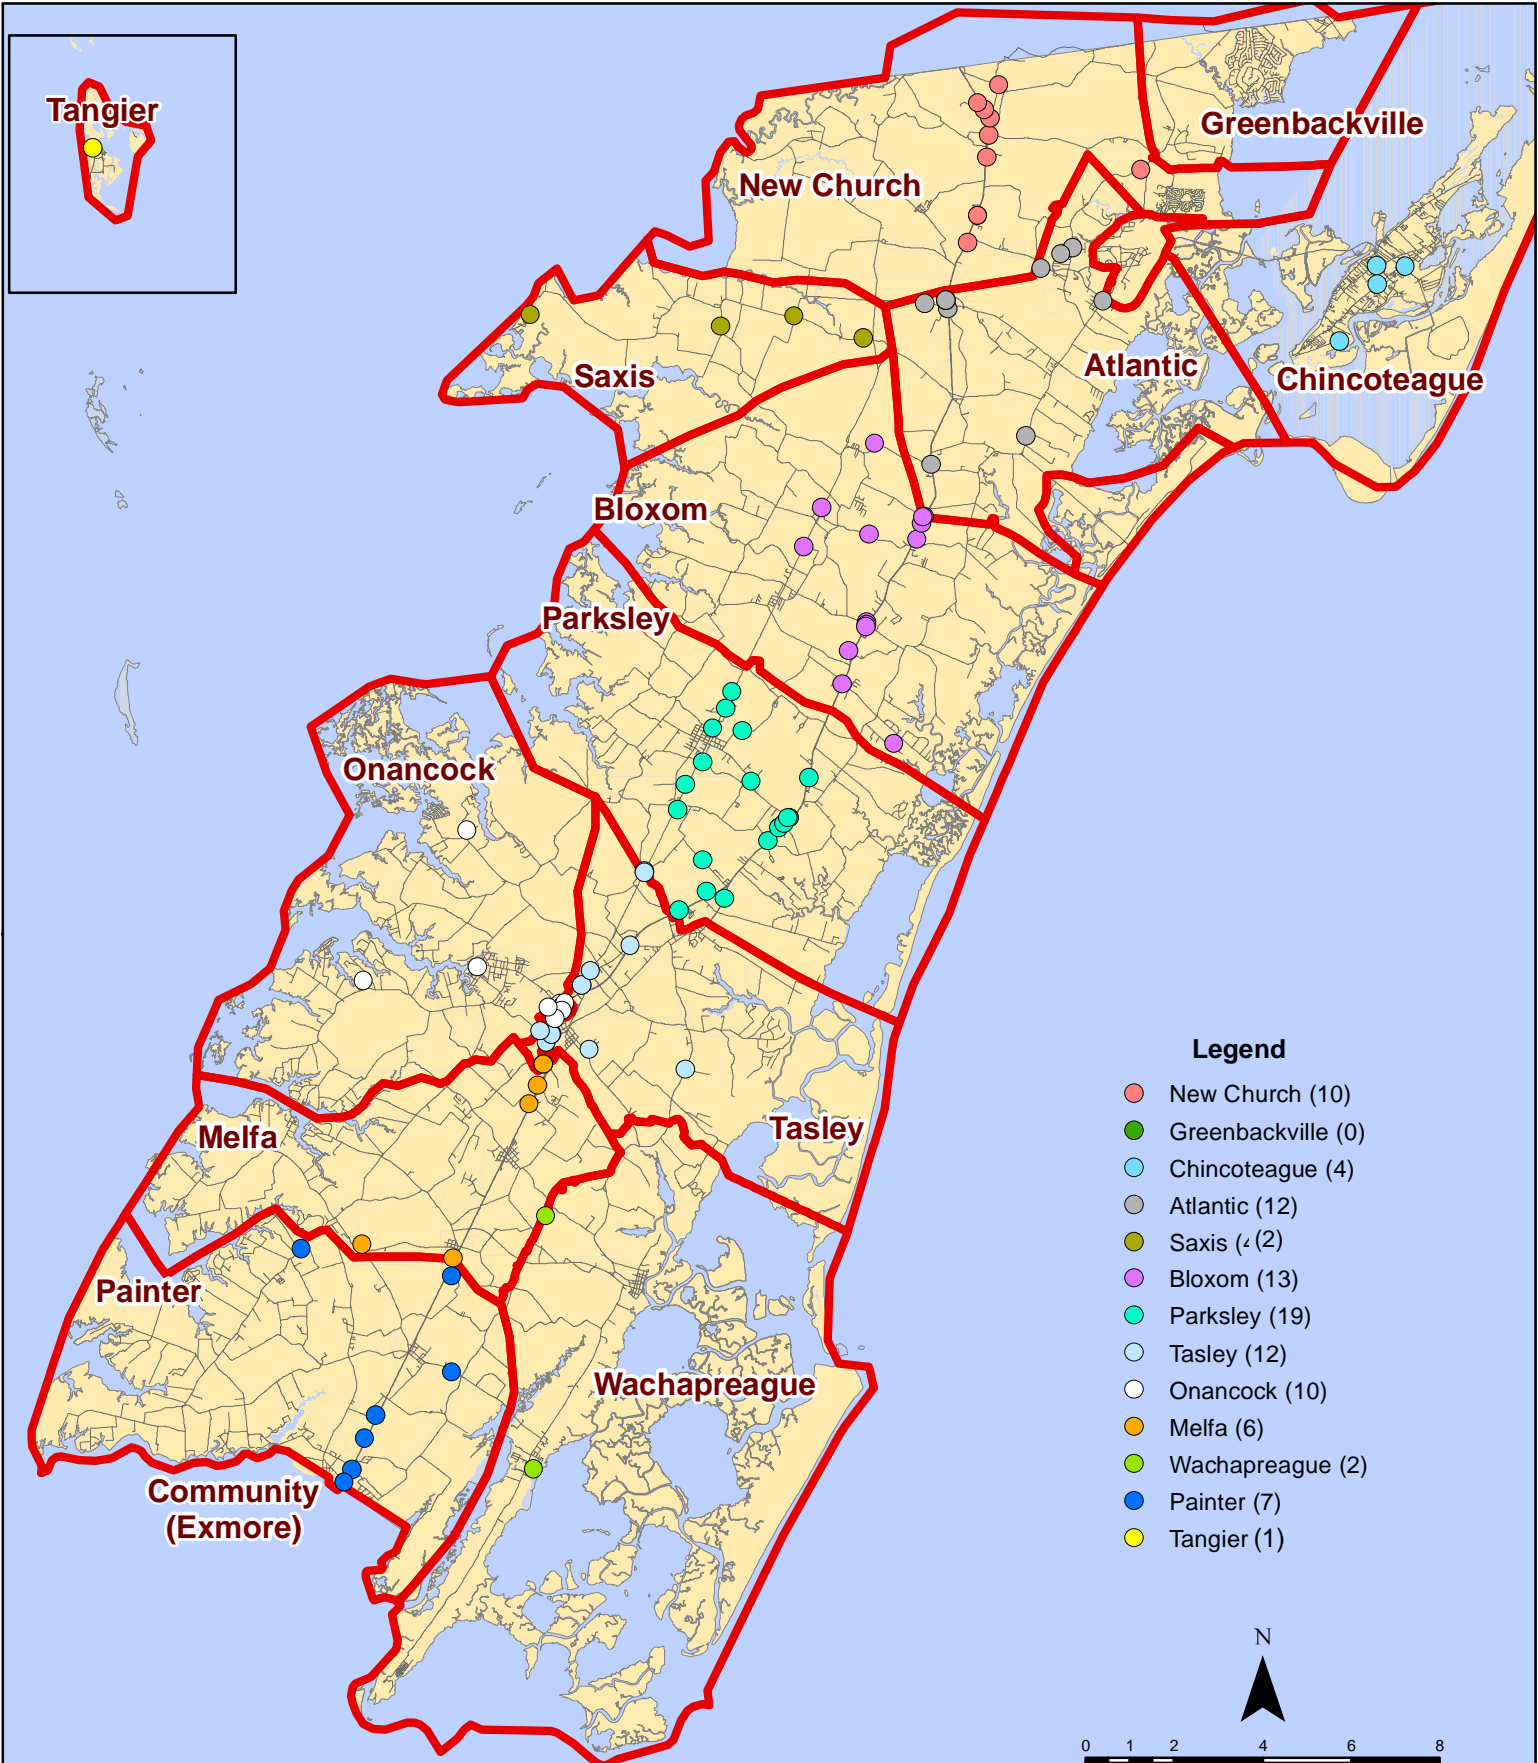 Tangier
Greenbackville
New Church
Atlantic
Chincoteague
Saxis
Bloxom
Parksley
Onancock
Melfa
Tasley
Painter
Wachapreague
Community
(Exmore)
Legend
New Church (10)
Greenbackville (0)
Chincoteague (4)
Atlantic (12)
Saxis (2)
Bloxom (13)
Parksley (19)
Tasley (12)
Onancock (10)
Melfa (6)
Wachapreague (2)
Painter (7)
Tangier (1)
N
0 1 2 4 6 8